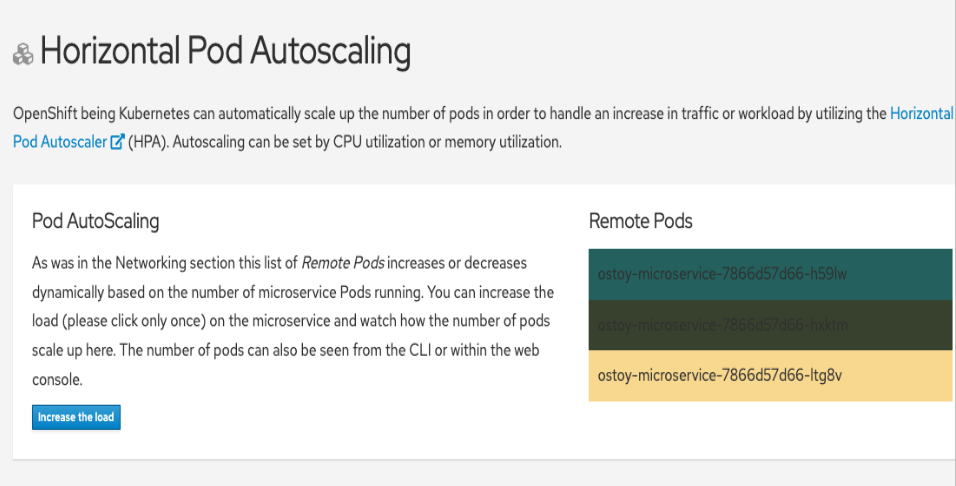 Horizontal Pod Autoscaling
OpenShift being Kubernetes can automatically scale up the number of pods in order to handle an increase in traffic or workload by utilizing the Horizontal
Pod Autoscaler (HPA). Autoscaling can be set by CPU utilization or memory utilization.
Pod AutoScaling
As was in the Networking section this list of Remote Pods increases or decreases
dynamically based on the number of microservice Pods running. You can increase the
load (please click only once) on the microservice and watch how the number of pods
scale up here. The number of pods can also be seen from the CLI or within the web
console.
Increase the load
Remote Pods
ostoy-microservice-7866d57d66-h59lw
ostoy-microservice-7866d57d66-hxktm
ostoy-microservice-7866d57d66-ltg8v